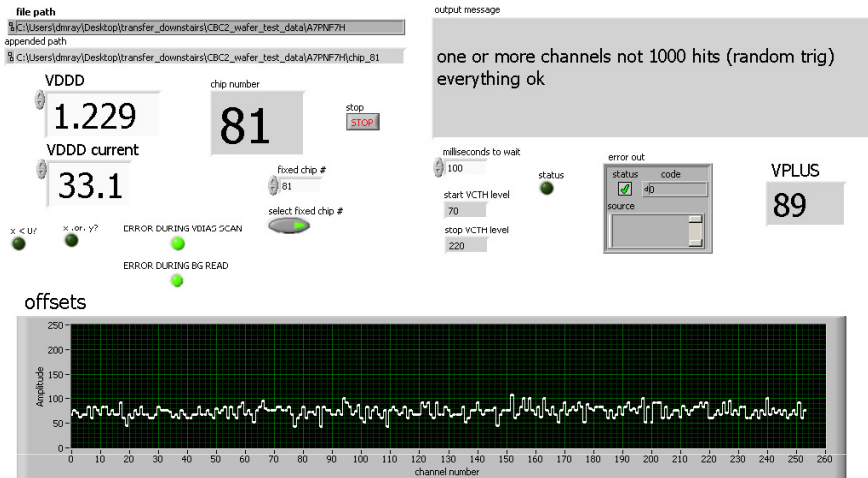 file path
C:\Users\dmray\Desktop\transfer_downstairs\CBC2_wafer_test_data\A7PNF7H
appended path
C:\Users\dmray\Desktop\transfer_downstairs\CBC2_wafer_test_data\A7PNF7H\chip_81
VDDD
1.229
VDDD current
33.1
chip number
81
stop
STOP
fixed chip #
81
select fixed chip #
x < 0?
x .or. y?
ERROR DURING VBIAS SCAN
ERROR DURING BG READ
output message
one or more channels not 1000 hits (random trig)
everything ok
milliseconds to wait
100
start VCTH level
70
stop VCTH level
220
status
error out
status
code
d0
source
VPLUS
89
offsets
250
200
150
100
50
0
Amplitude
0 10 20 30 40 50 60 70 80 90 100 110 120 130 140 150 160 170 180 190 200 210 220 230 240 250 260
channel number